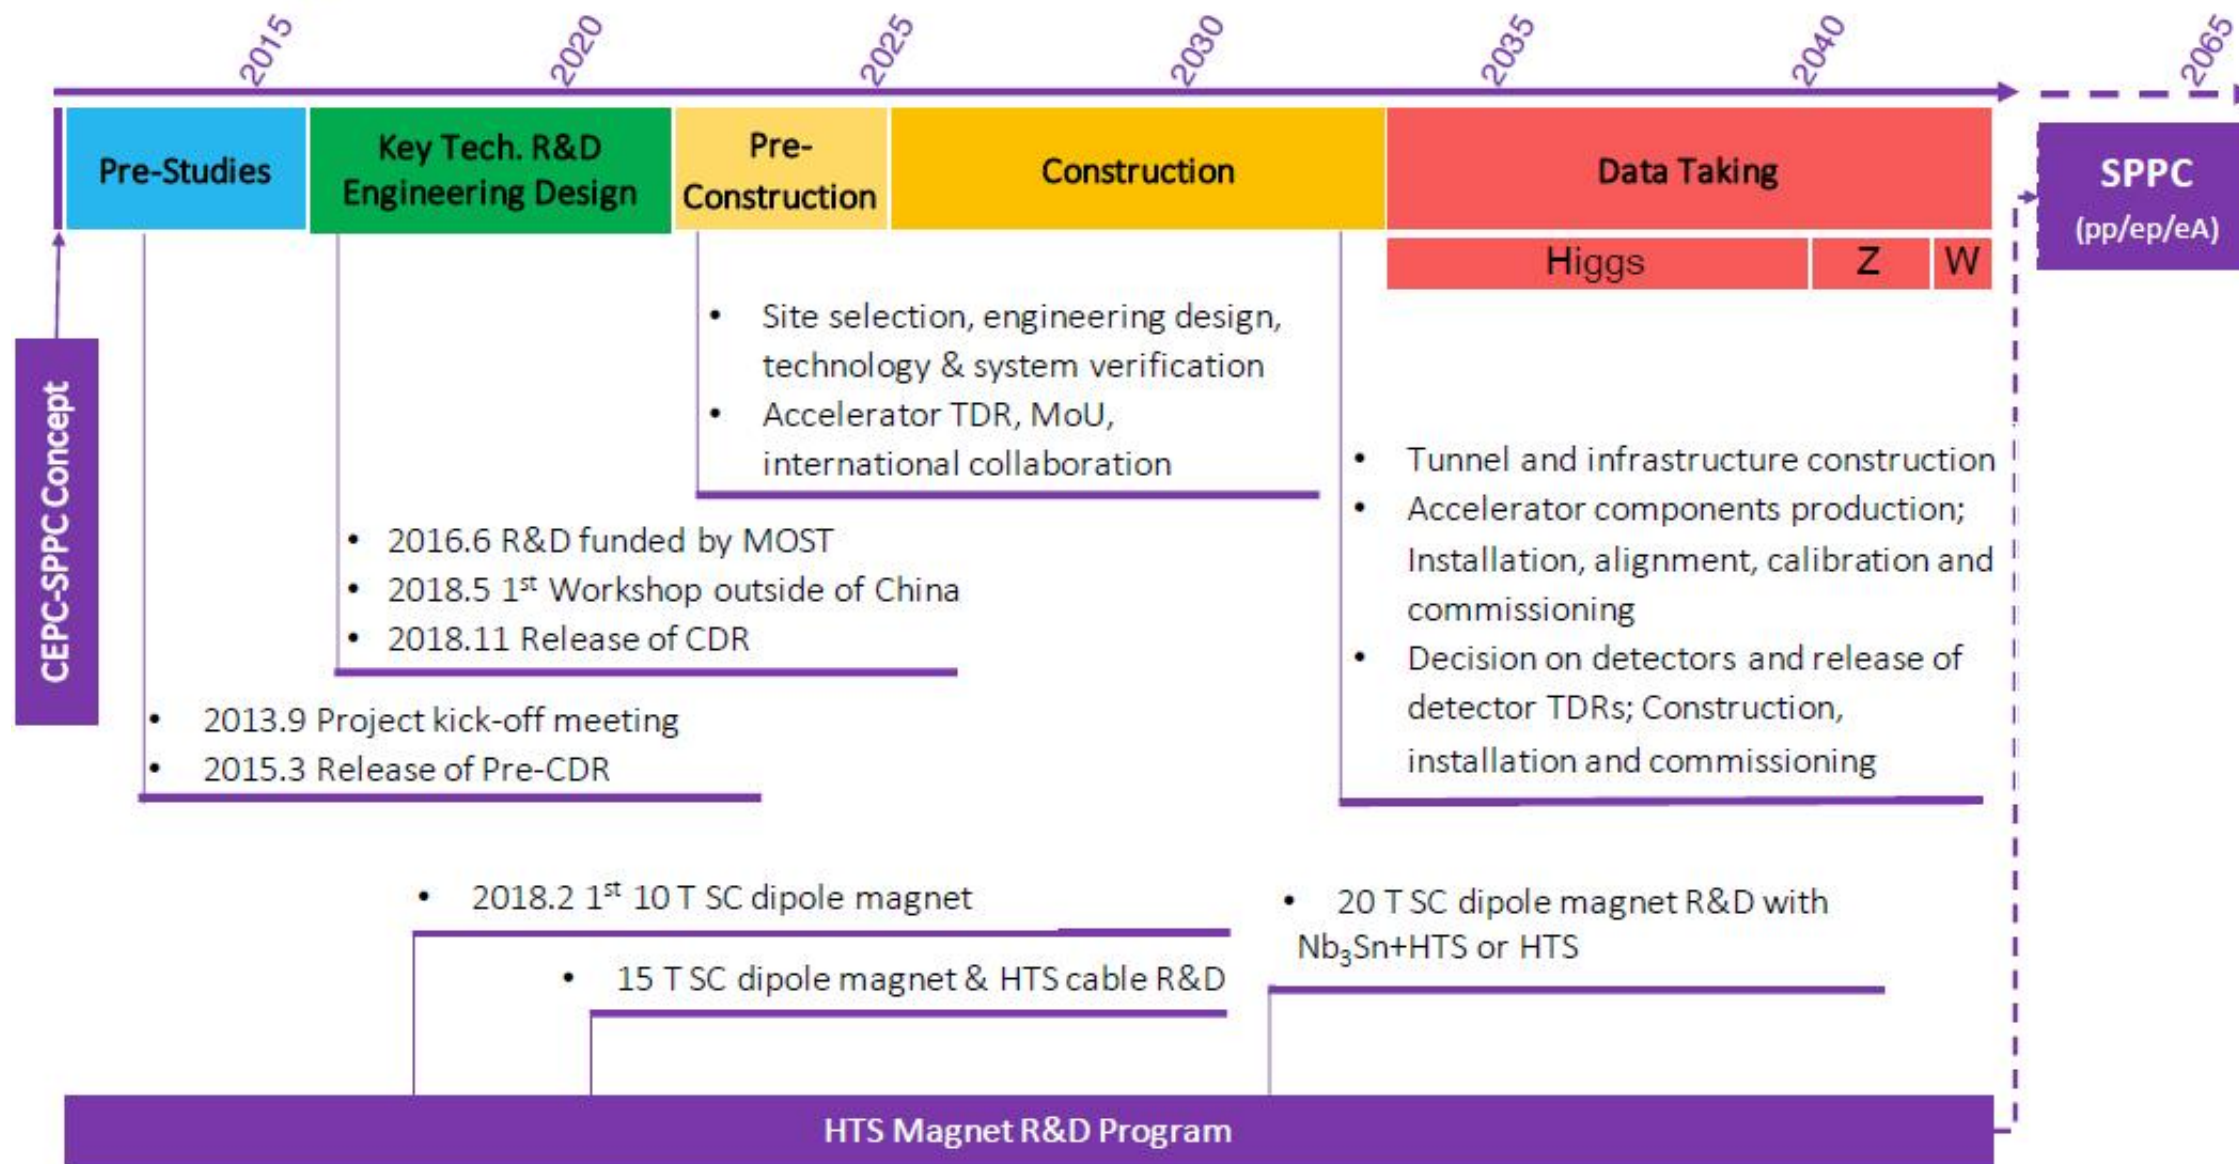 2015
2020
2025
2030
2035
2040
2065
Pre-Studies
Key Tech. R&D
Engineering Design
Pre-
Construction
Construction
Data Taking
Higgs
Z
W
SPPC
(pp/ep/eA)
CEPC-SPPC Concept
• Site selection, engineering design,
technology & system verification
• Accelerator TDR, MoU,
international collaboration
• 2016.6 R&D funded by MOST
• 2018.5 1st Workshop outside of China
• 2018.11 Release of CDR
• 2013.9 Project kick-off meeting
• 2015.3 Release of Pre-CDR
• Tunnel and infrastructure construction
• Accelerator components production;
Installation, alignment, calibration and
commissioning
• Decision on detectors and release of
detector TDRs; Construction,
installation and commissioning
• 2018.2 1st 10 T SC dipole magnet
• 15 T SC dipole magnet & HTS cable R&D
• 20 T SC dipole magnet R&D with
Nb₃Sn+HTS or HTS
HTS Magnet R&D Program